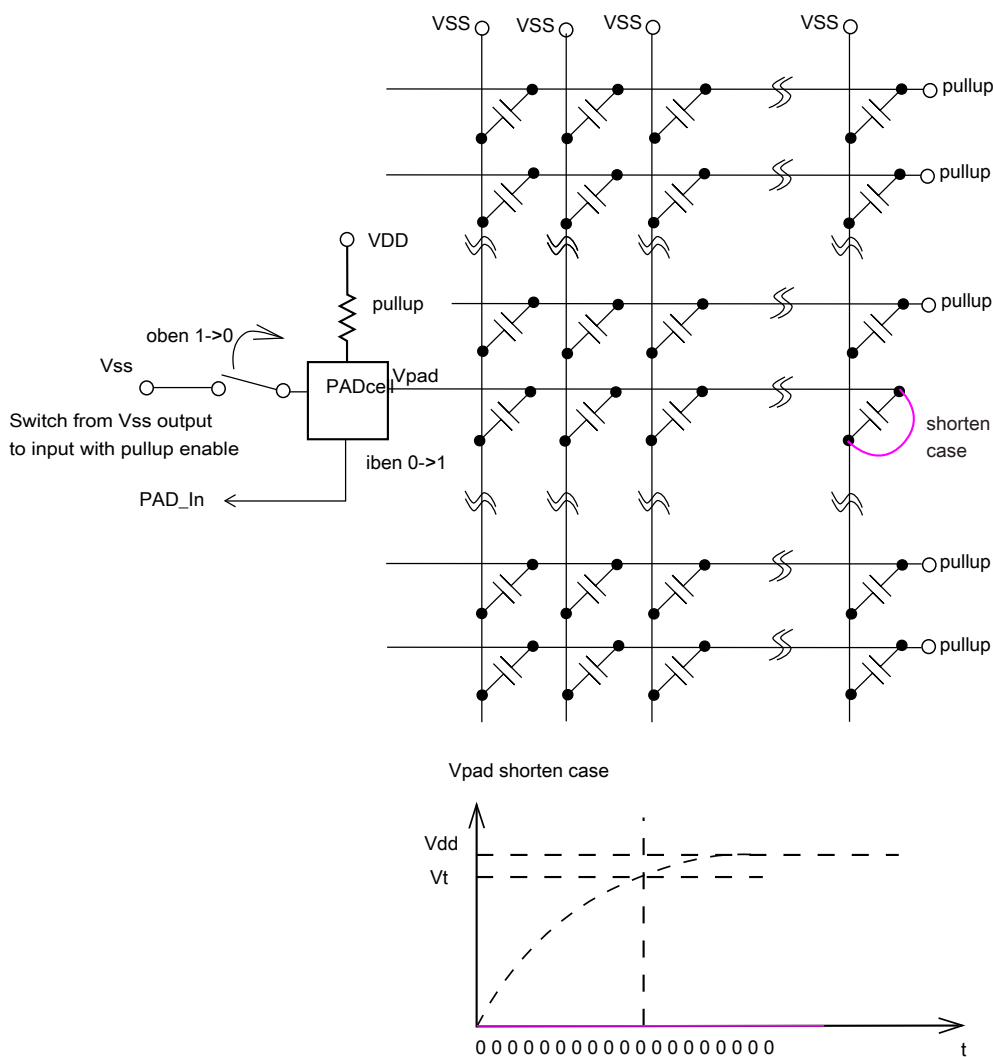 VSS VSS VSS VSS
pullup
pullup
VDD
pullup
pullup
oben 1->0
Vss
PADcel Vpad
Switch from Vss output
to input with pullup enable
shorten
case
iben 0->1
PAD_In
pullup
pullup
Vpad shorten case
Vdd
Vt
0 0 0 0 0 0 0 0 0 0 0 0 0 0 0 0 0 0 0
t